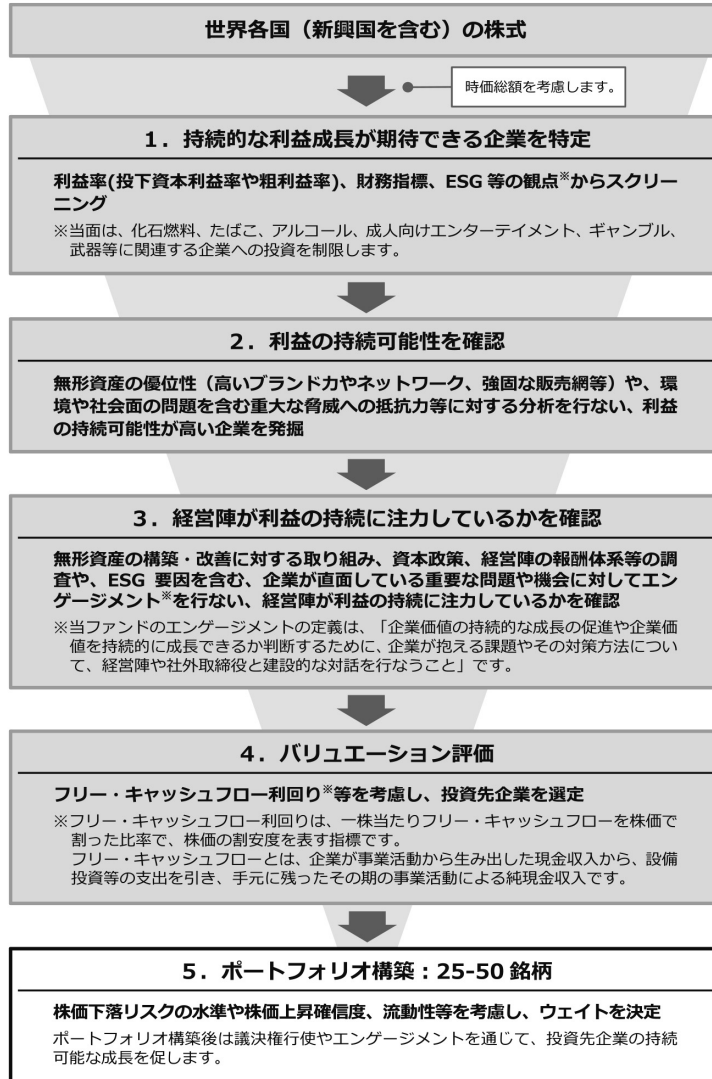 世界各国（新興国を含む）の株式
時価総額を考慮します。
１．持続的な利益成長が期待できる企業を特定
利益率(投下資本利益率や粗利益率)、財務指標、ESG 等の観点※からスクリー
ニング
※当面は、化石燃料、たばこ、アルコール、成人向けエンターテイメント、ギャンブル、
武器等に関連する企業への投資を制限します。
２．利益の持続可能性を確認
無形資産の優位性（高いブランド力やネットワーク、強固な販売網等）や、環
境や社会面の問題を含む重大な脅威への抵抗力等に対する分析を行ない、利益
の持続可能性が高い企業を発掘
３．経営陣が利益の持続に注力しているかを確認
無形資産の構築・改善に対する取り組み、資本政策、経営陣の報酬体系等の調
査や、ESG 要因を含む、企業が直面している重要な問題や機会に対してエン
ゲージメント※を行ない、経営陣が利益の持続に注力しているかを確認
※当ファンドのエンゲージメントの定義は、「企業価値の持続的な成長の促進や企業価
値を持続的に成長できるか判断するために、企業が抱える課題やその対策方法につい
て、経営陣や社外取締役と建設的な対話を行なうこと」です。
４．バリュエーション評価
フリー・キャッシュフロー利回り※等を考慮し、投資先企業を選定
※フリー・キャッシュフロー利回りは、一株当たりフリー・キャッシュフローを株価で
割った比率で、株価の割安度を表す指標です。
フリー・キャッシュフローとは、企業が事業活動から生み出した現金収入から、設備
投資等の支出を引き、手元に残ったその期の事業活動による純現金収入です。
５．ポートフォリオ構築：25-50 銘柄
株価下落リスクの水準や株価上昇確信度、流動性等を考慮し、ウェイトを決定
ポートフォリオ構築後は議決権行使やエンゲージメントを通じて、投資先企業の持続
可能な成長を促します。